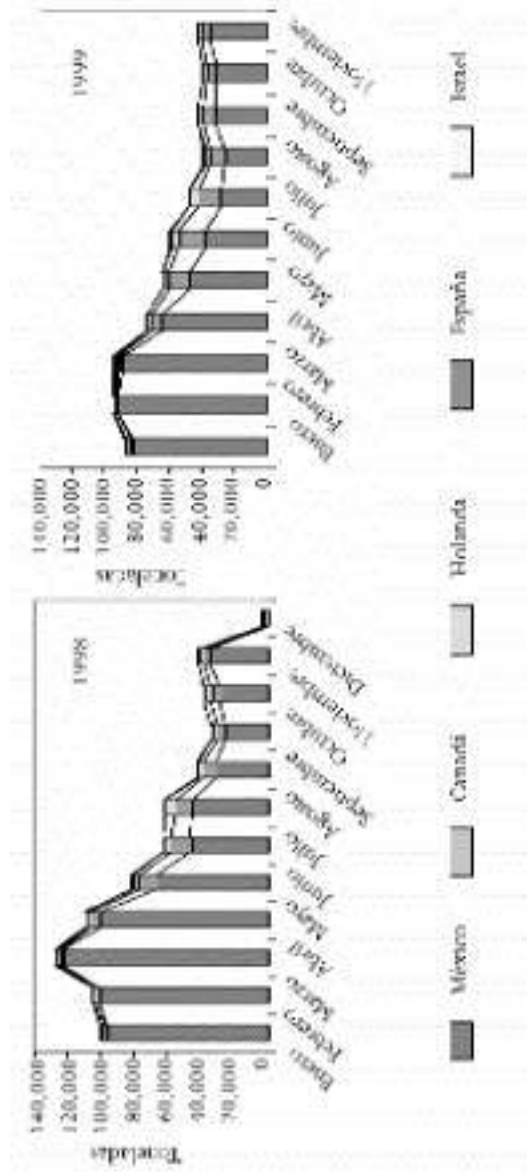 1998
Toneladas
140,000
120,000
100,000
80,000
60,000
40,000
20,000
0
Enero
Febrero
Marzo
Abril
Mayo
Junio
Julio
Agosto
Septiembre
Octubre
Noviembre
Diciembre
1999
Toneladas
140,000
120,000
100,000
80,000
60,000
40,000
20,000
0
Enero
Febrero
Marzo
Abril
Mayo
Junio
Julio
Agosto
Septiembre
Octubre
Noviembre
México Canadá Holanda España Israel